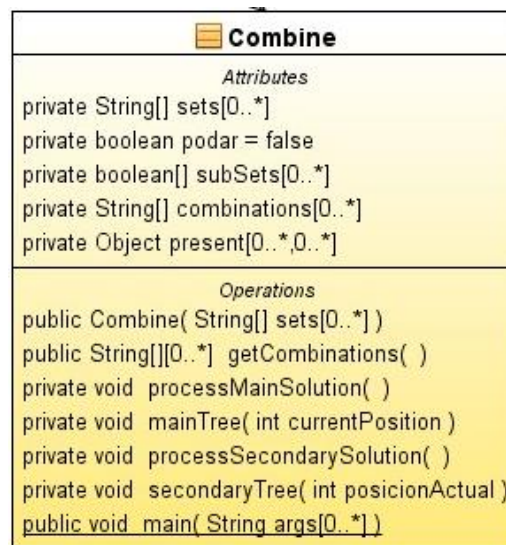 Combine
Attributes
private String[] sets[0..*]
private boolean podar = false
private boolean[] subSets[0..*]
private String[] combinations[0..*]
private Object present[0..*,0..*]
Operations
public Combine( String[] sets[0..*] )
public String[][0..*] getCombinations( )
private void processMainSolution( )
private void mainTree( int currentPosition )
private void processSecondarySolution( )
private void secondaryTree( int posicionActual )
public void main( String args[0..*] )